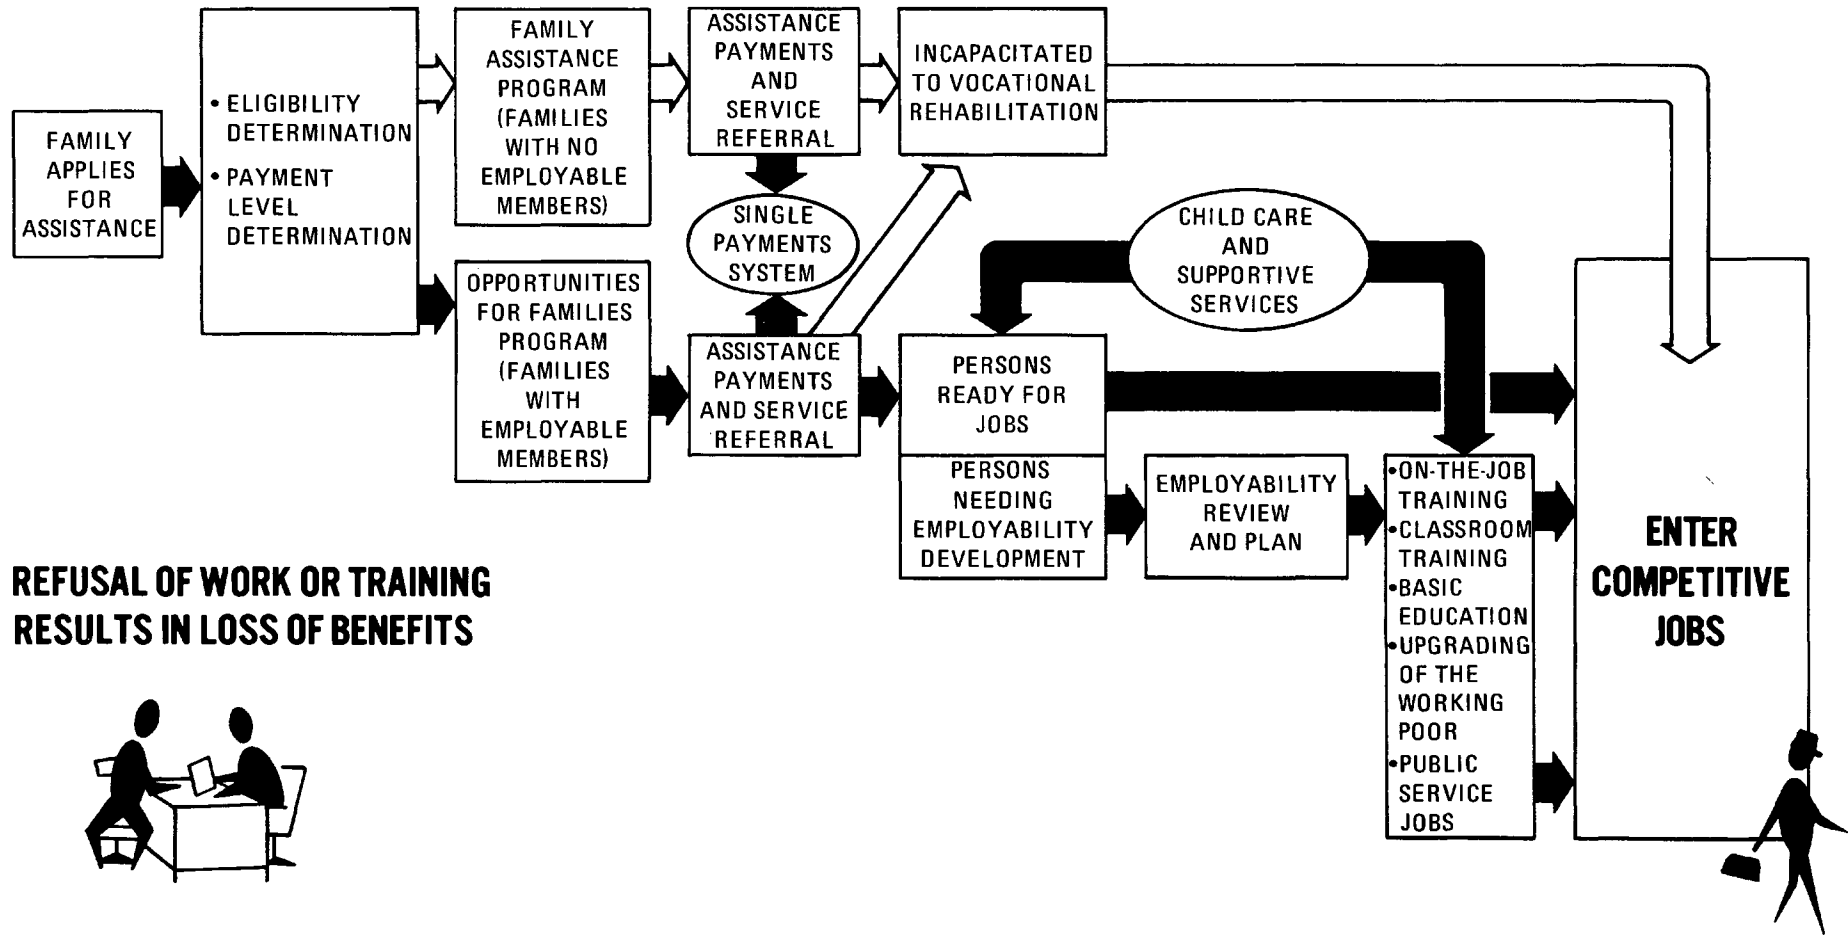 FAMILY
APPLIES
FOR
ASSISTANCE
• ELIGIBILITY
DETERMINATION
• PAYMENT
LEVEL
DETERMINATION
FAMILY
ASSISTANCE
PROGRAM
(FAMILIES
WITH NO
EMPLOYABLE
MEMBERS)
ASSISTANCE
PAYMENTS
AND
SERVICE
REFERRAL
INCAPACITATED
TO VOCATIONAL
REHABILITATION
SINGLE
PAYMENTS
SYSTEM
CHILD CARE
AND
SUPPORTIVE
SERVICES
OPPORTUNITIES
FOR FAMILIES
PROGRAM
(FAMILIES
WITH
EMPLOYABLE
MEMBERS)
ASSISTANCE
PAYMENTS
AND SERVICE
REFERRAL
PERSONS
READY FOR
JOBS
PERSONS
NEEDING
EMPLOYABILITY
DEVELOPMENT
EMPLOYABILITY
REVIEW
AND PLAN
•ON-THE-JOB
TRAINING
•CLASSROOM
TRAINING
•BASIC
EDUCATION
•UPGRADING
OF THE
WORKING
POOR
•PUBLIC
SERVICE
JOBS
ENTER
COMPETITIVE
JOBS
REFUSAL OF WORK OR TRAINING
RESULTS IN LOSS OF BENEFITS